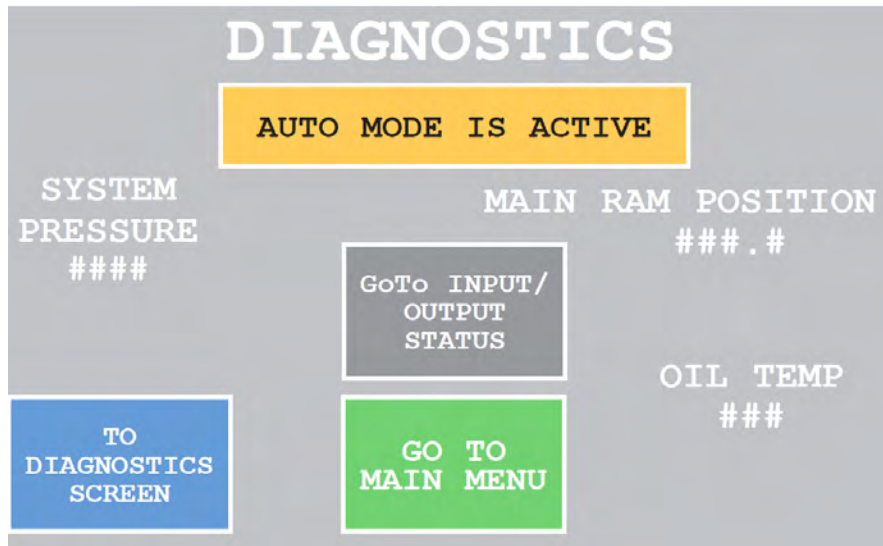 DIAGNOSTICS
AUTO MODE IS ACTIVE
SYSTEM
PRESSURE
####
MAIN RAM POSITION
###.#
GoTo INPUT/
OUTPUT
STATUS
OIL TEMP
###
TO
DIAGNOSTICS
SCREEN
GO TO
MAIN MENU